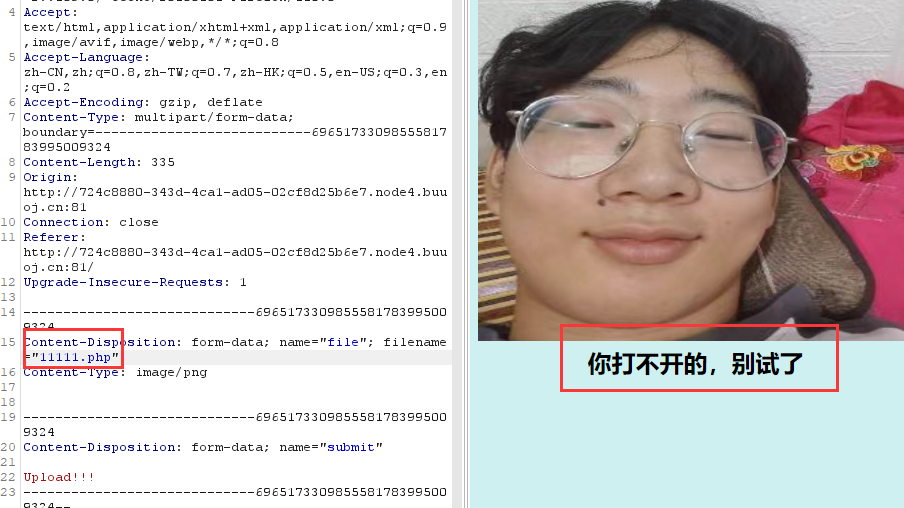 4 Accept:
text/html,application/xhtml+xml,application/xml;q=0.9
,image/avif,image/webp,*/*;q=0.8
5 Accept-Language:
zh-CN,zh;q=0.8,zh-TW;q=0.7,zh-HK;q=0.5,en-US;q=0.3,en
;q=0.2
6 Accept-Encoding: gzip, deflate
7 Content-Type: multipart/form-data;
boundary=---------------------------69651733098555817
83995009324
8 Content-Length: 335
9 Origin:
http://724c8880-343d-4ca1-ad05-02cf8d25b6e7.node4.buu
oj.cn:81
10 Connection: close
11 Referer:
http://724c8880-343d-4ca1-ad05-02cf8d25b6e7.node4.buu
oj.cn:81/
12 Upgrade-Insecure-Requests: 1
13
14 -----------------------------696517330985558178399500
9324
15 Content-Disposition: form-data; name="file"; filename
="11111.php"
16 Content-Type: image/png
17
18
19 -----------------------------696517330985558178399500
9324
20 Content-Disposition: form-data; name="submit"
21
22 Upload!!!
23 -----------------------------696517330985558178399500
9324--
你打不开的，别试了